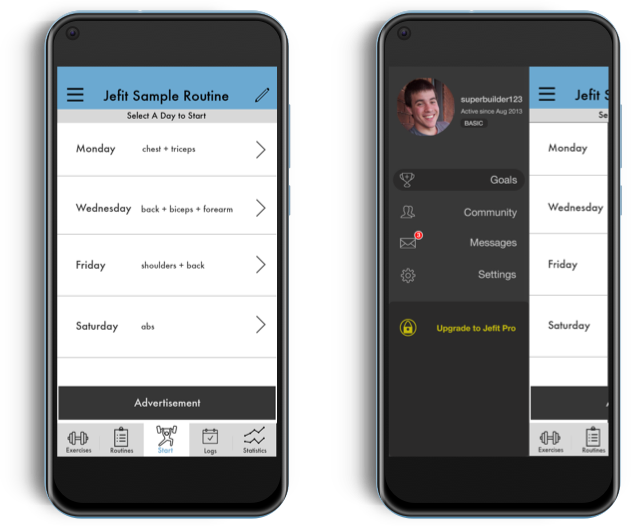 Jefit Sample Routine
Select A Day to Start
Monday chest + triceps
Wednesday back + biceps + forearm
Friday shoulders + back
Saturday abs
Advertisement
Exercises Routines Start Logs Statistics
superbuilder123
Active since Aug 2013
BASIC
Goals
Community
3
Messages
Settings
Upgrade to Jefit Pro
Jefit S
Se
Monday
Wednesday
Friday
Saturday
Exercises Routines